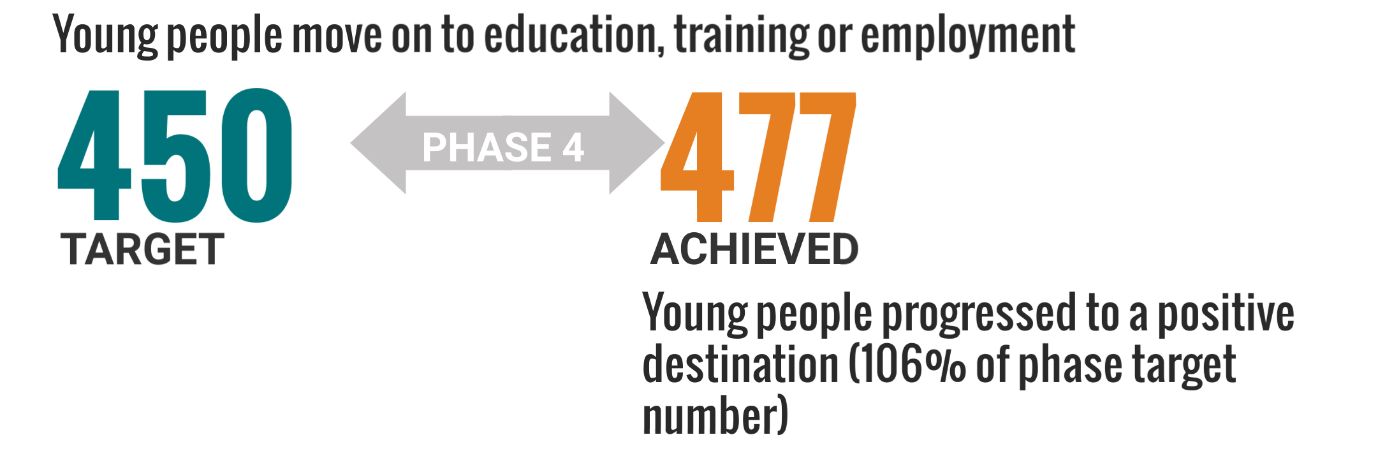 Young people move on to education, training or employment
450
PHASE 4
477
TARGET
ACHIEVED
Young people progressed to a positive
destination (106% of phase target
number)